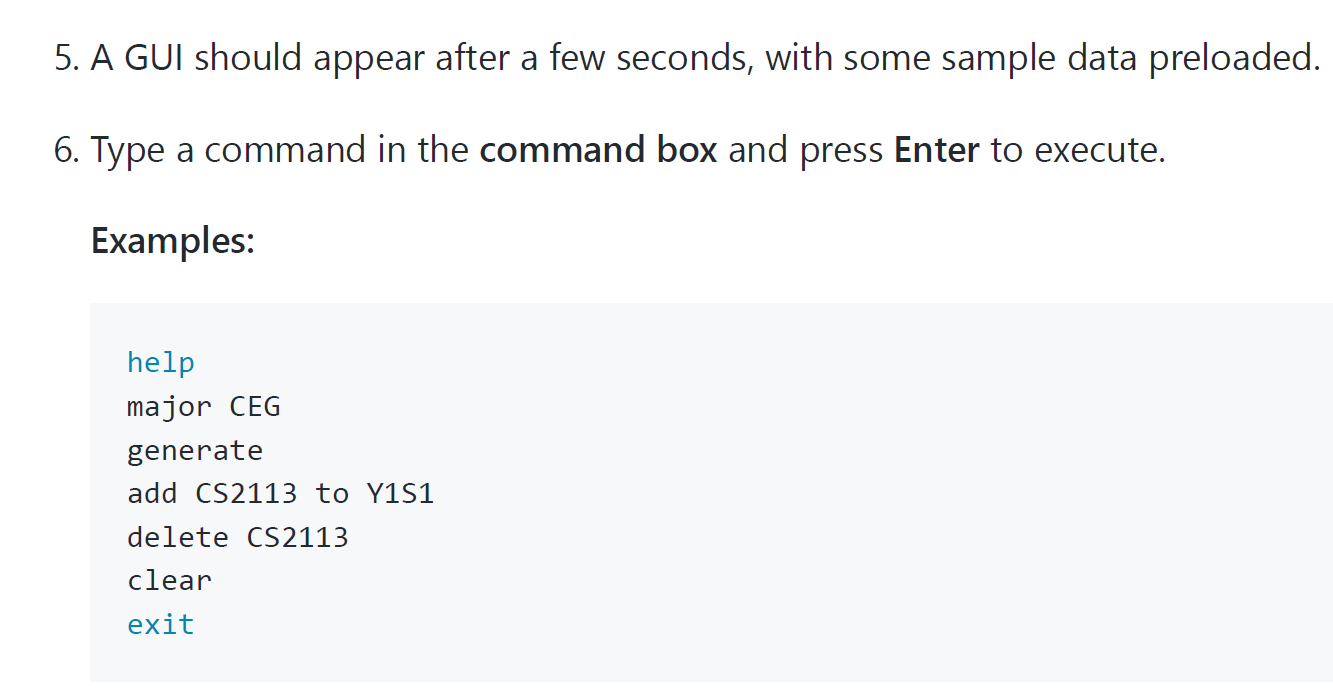 5. A GUI should appear after a few seconds, with some sample data preloaded.
6. Type a command in the command box and press Enter to execute.
Examples:
help
major CEG
generate
add CS2113 to Y1S1
delete CS2113
clear
exit